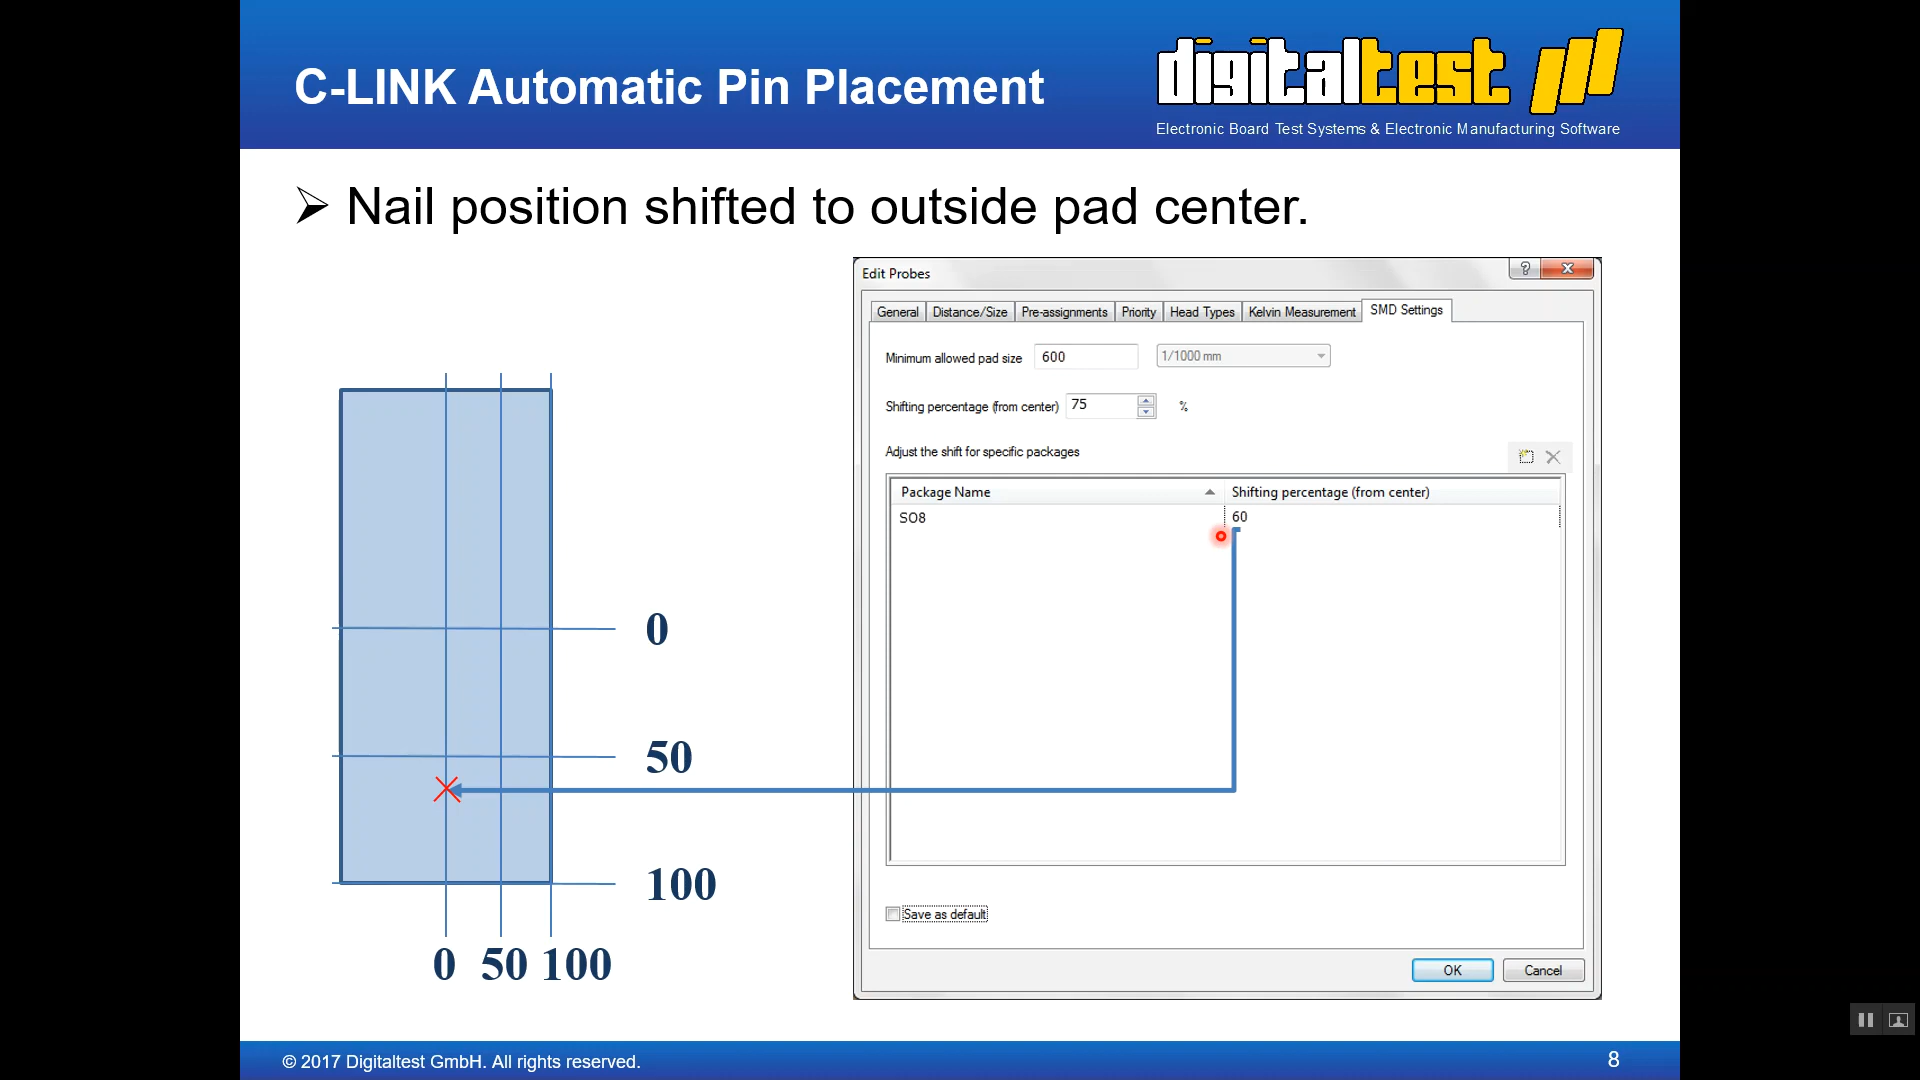 C-LINK Automatic Pin Placement
digitaltest
Electronic Board Test Systems & Electronic Manufacturing Software
Nail position shifted to outside pad center.
Edit Probes
?
General
Distance/Size
Pre-assignments
Priority
Head Types
Kelvin Measurement
SMD Settings
Minimum allowed pad size 600 1/1000 mm
Shifting percentage (from center) 75 %
Adjust the shift for specific packages
Package Name Shifting percentage (from center)
SO8 60
Save as default
OK Cancel
0
50
100
0 50 100
© 2017 Digitaltest GmbH. All rights reserved.
8